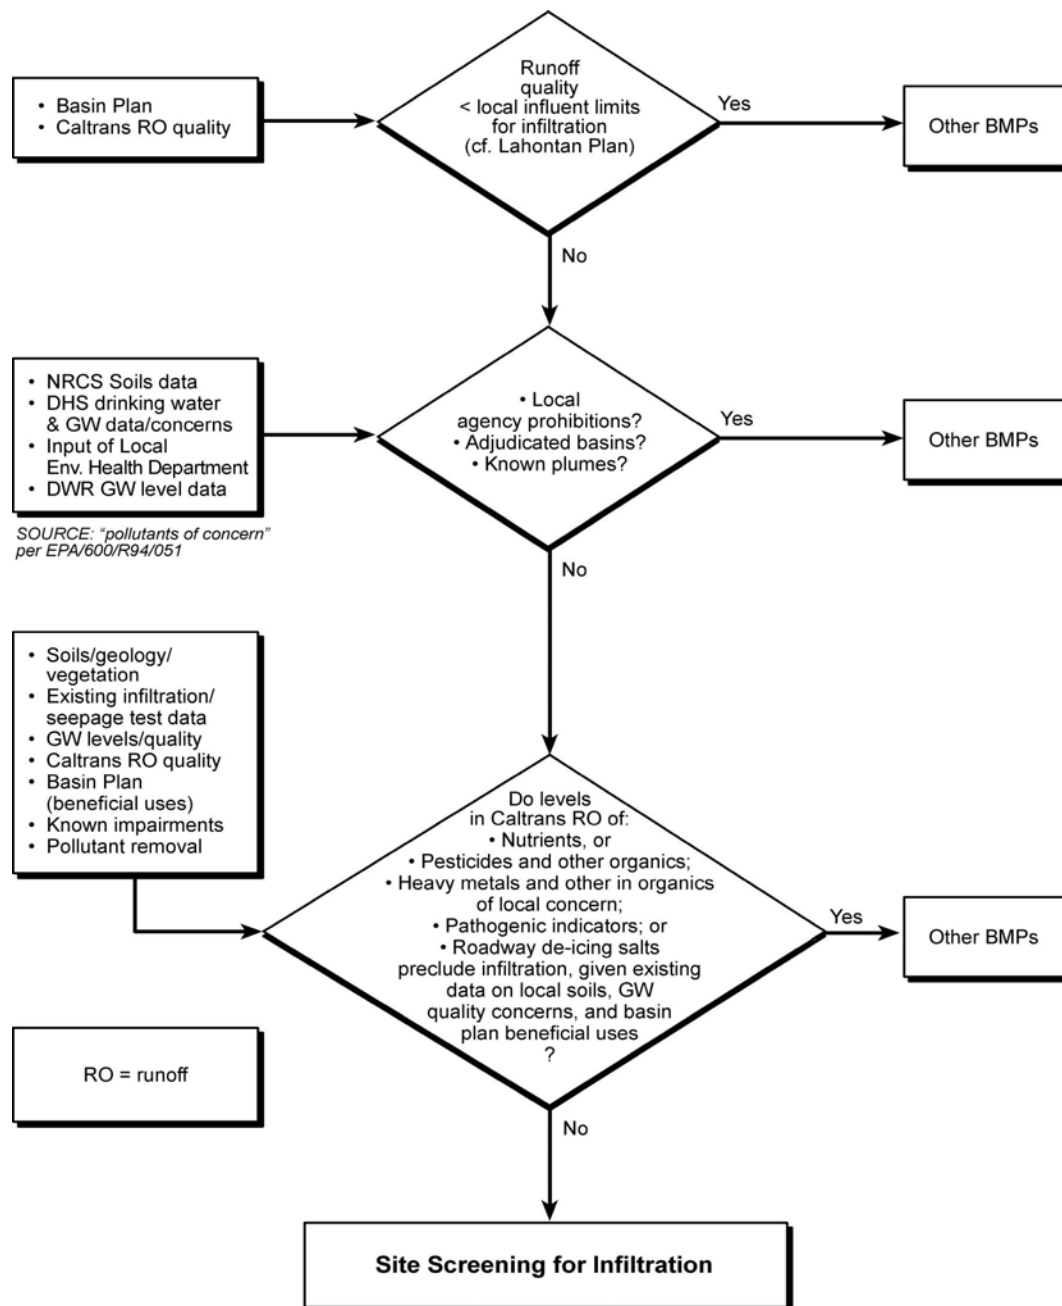 • Basin Plan
• Caltrans RO quality
Runoff
quality
< local influent limits
for infiltration
(cf. Lahontan Plan)
Yes
Other BMPs
No
• NRCS Soils data
• DHS drinking water
& GW data/concerns
• Input of Local
Env. Health Department
• DWR GW level data
SOURCE: “pollutants of concern”
per EPA/600/R94/051
• Local
agency prohibitions?
• Adjudicated basins?
• Known plumes?
Yes
Other BMPs
No
• Soils/geology/
vegetation
• Existing infiltration/
seepage test data
• GW levels/quality
• Caltrans RO quality
• Basin Plan
(beneficial uses)
• Known impairments
• Pollutant removal
Do levels
in Caltrans RO of:
• Nutrients, or
• Pesticides and other organics;
• Heavy metals and other in organics
of local concern;
• Pathogenic indicators; or
• Roadway de-icing salts
preclude infiltration, given existing
data on local soils, GW
quality concerns, and basin
plan beneficial uses
?
Yes
Other BMPs
RO = runoff
No
Site Screening for Infiltration